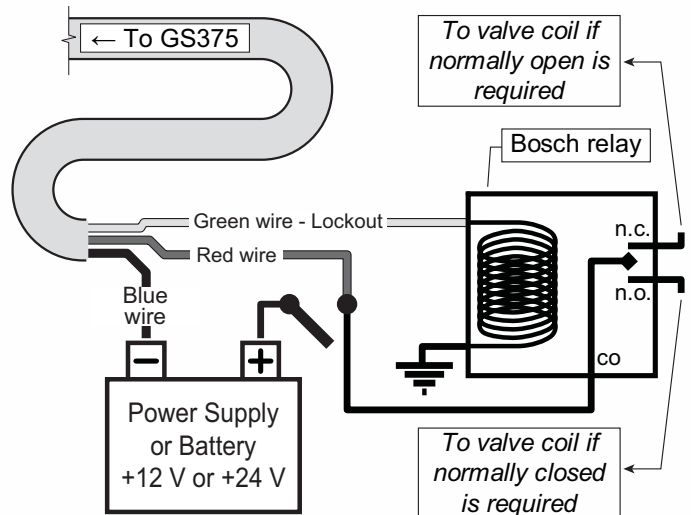 ← To GS375
To valve coil if
normally open is
required
Bosch relay
Green wire - Lockout
n.c.
Red wire
n.o.
Blue
wire
co
− +
Power Supply
or Battery
+12 V or +24 V
To valve coil if
normally closed
is required